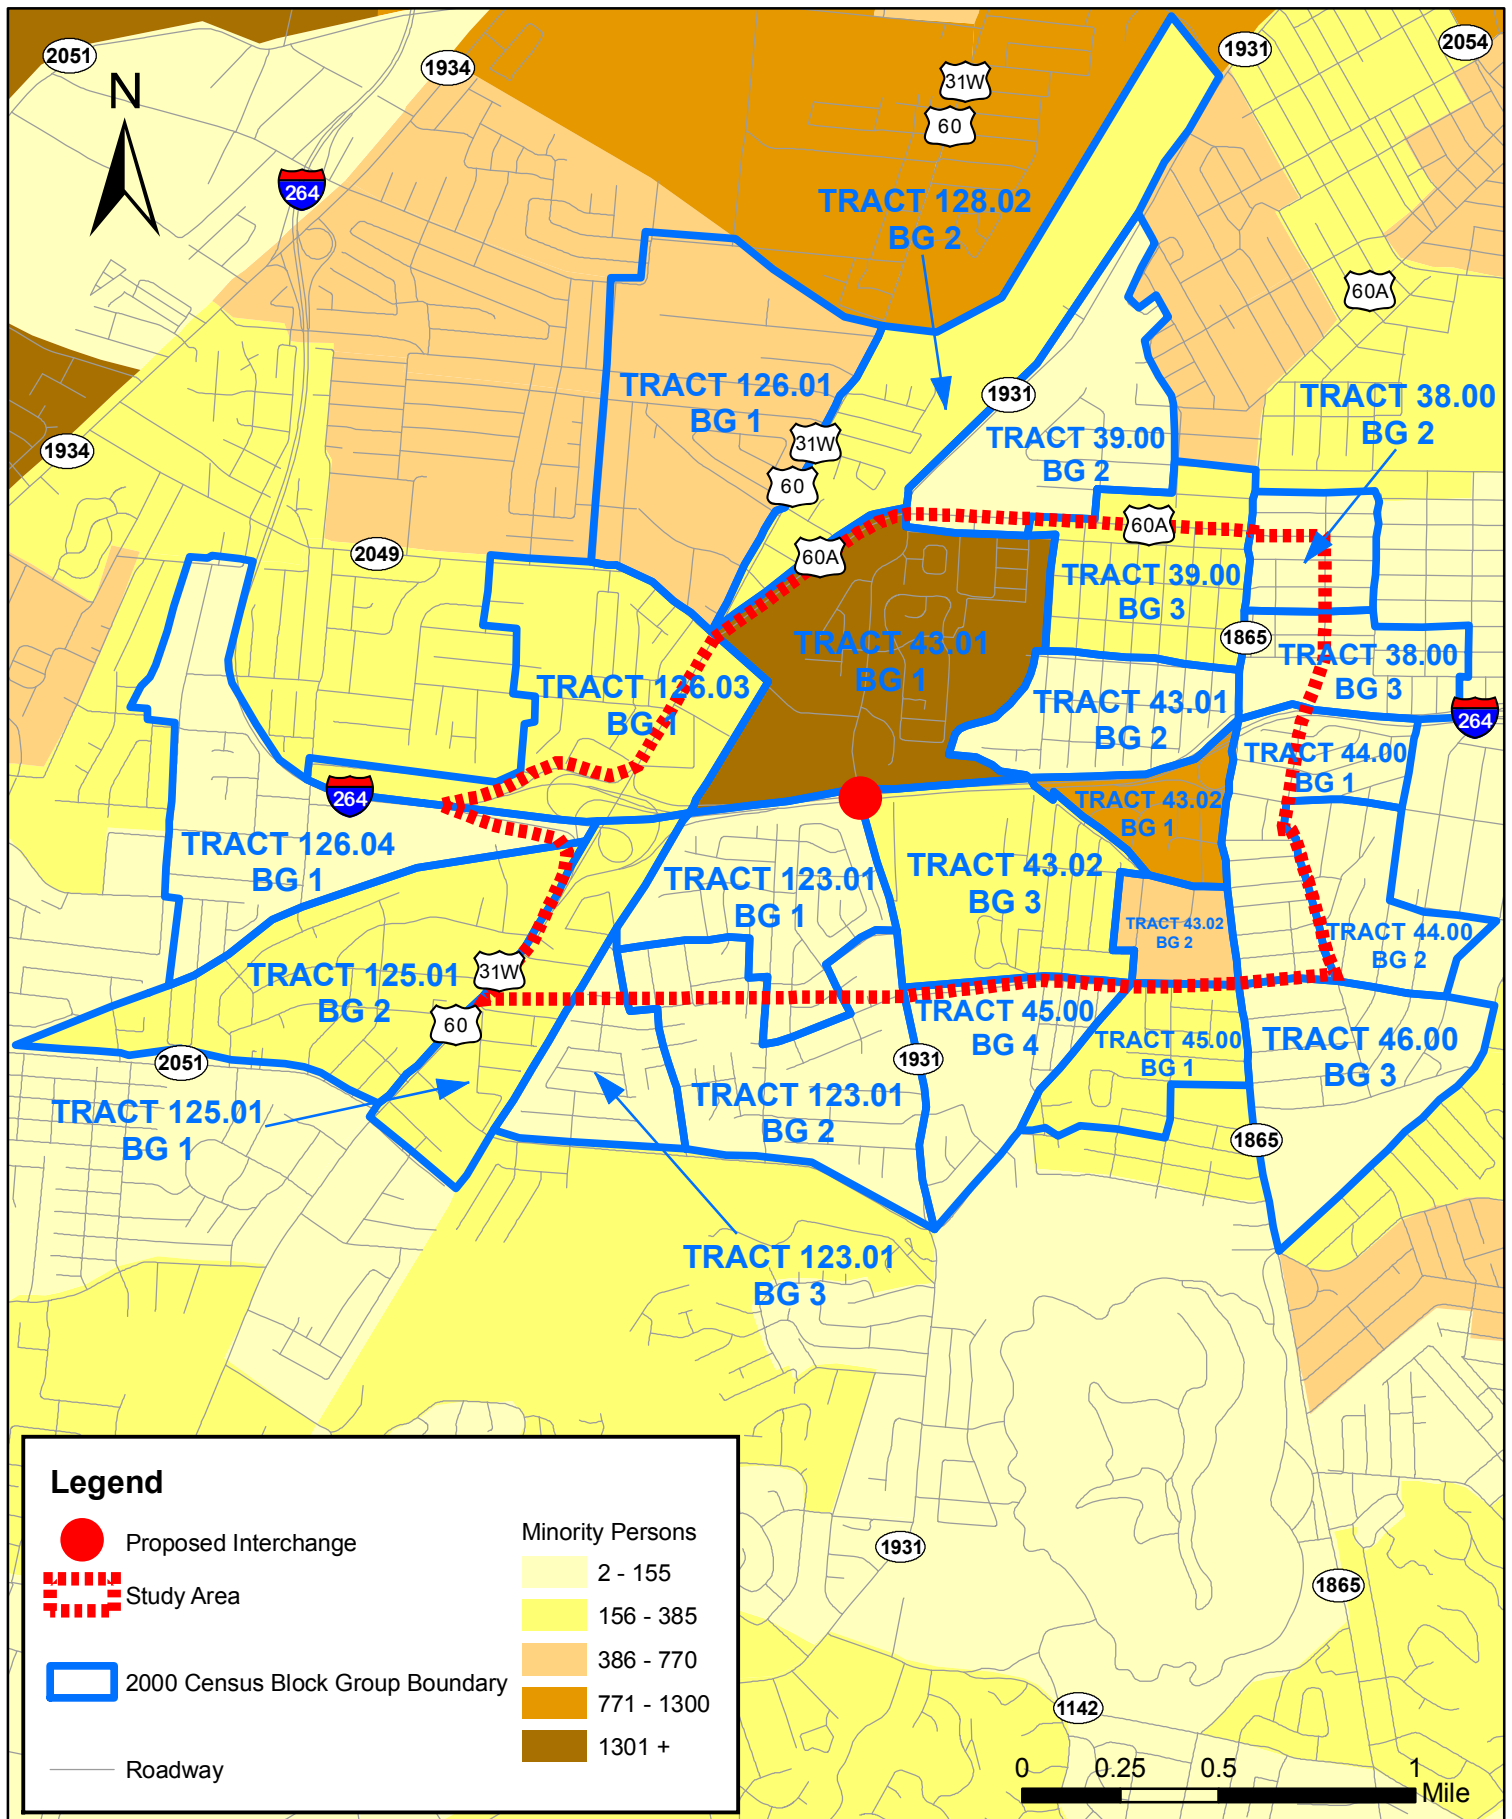 2051
1934
31W
60
1931
2054
N
264
TRACT 128.02
BG 2
60A
TRACT 126.01
BG 1
1931
TRACT 38.00
BG 2
31W
60
TRACT 39.00
BG 2
1934
2049
60A
60A
TRACT 39.00
BG 3
TRACT 43.01
BG 1
1865
TRACT 38.00
BG 3
TRACT 126.03
BG 1
TRACT 43.01
BG 2
264
TRACT 44.00
BG 1
264
TRACT 43.02
BG 1
TRACT 126.04
BG 1
TRACT 123.01
BG 1
TRACT 43.02
BG 3
TRACT 43.02
BG 2
TRACT 44.00
BG 2
TRACT 125.01
BG 2
31W
60
TRACT 45.00
BG 4
TRACT 45.00
BG 1
TRACT 46.00
BG 3
2051
1931
TRACT 125.01
BG 1
TRACT 123.01
BG 2
1865
TRACT 123.01
BG 3
Legend
Proposed Interchange
Study Area
2000 Census Block Group Boundary
Roadway
Minority Persons
2 - 155
156 - 385
386 - 770
771 - 1300
1301 +
1931
1865
1142
0 0.25 0.5 1
Mile